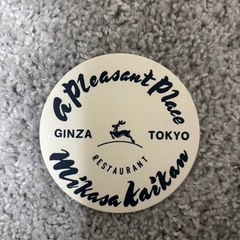 A Pleasant Place
GINZA TOKYO
RESTAURANT
Mikasa Kaikan